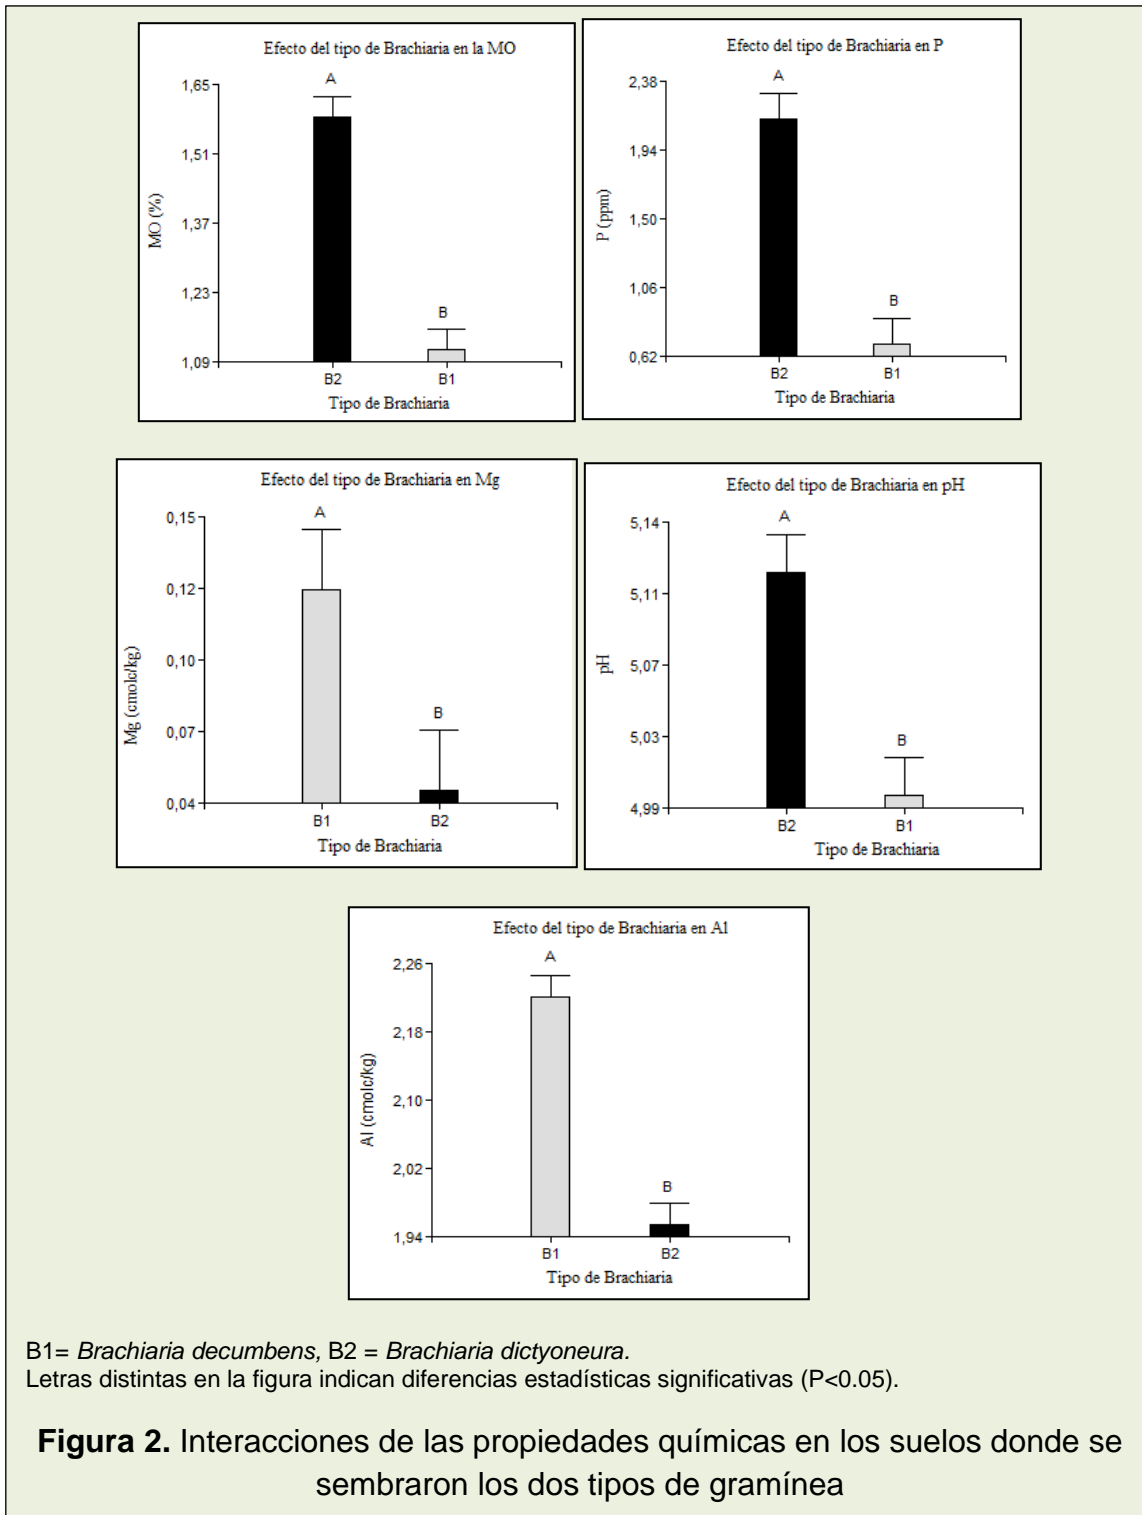 Efecto del tipo de Brachiaria en la MO
A
1,65
1,51
1,37
1,23
1,09
MO (%)
B
B2
B1
Tipo de Brachiaria
Efecto del tipo de Brachiaria en P
A
2,38
1,94
1,50
1,06
0,62
P (ppm)
B
B2
B1
Tipo de Brachiaria
Efecto del tipo de Brachiaria en Mg
A
0,15
0,12
0,10
0,07
0,04
Mg (cmolc/kg)
B
B1
B2
Tipo de Brachiaria
Efecto del tipo de Brachiaria en pH
A
5,14
5,11
5,07
5,03
4,99
pH
B
B2
B1
Tipo de Brachiaria
Efecto del tipo de Brachiaria en Al
A
2,26
2,18
2,10
2,02
1,94
Al (cmolc/kg)
B
B1
B2
Tipo de Brachiaria
B1= Brachiaria decumbens, B2 = Brachiaria dictyoneura.
Letras distintas en la figura indican diferencias estadísticas significativas (P<0.05).
Figura 2. Interacciones de las propiedades químicas en los suelos donde se
sembraron los dos tipos de gramínea